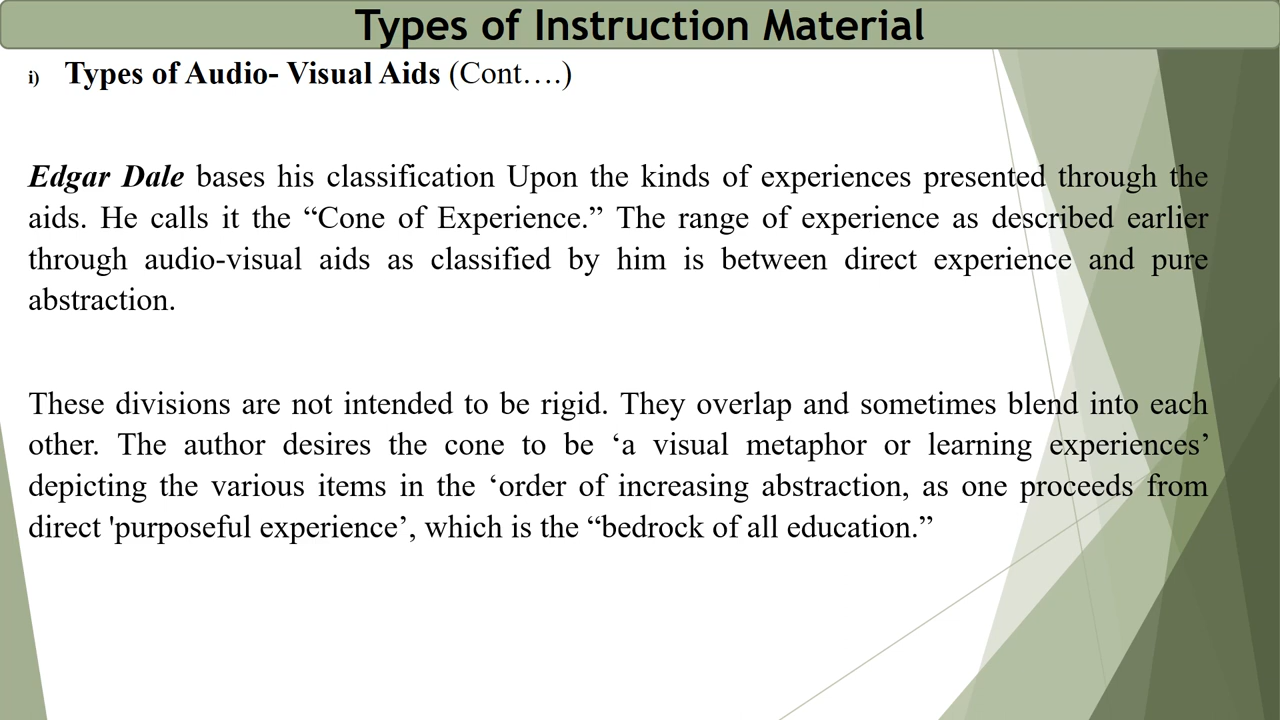 Types of Instruction Material
i) Types of Audio- Visual Aids (Cont….)
Edgar Dale bases his classification Upon the kinds of experiences presented through the
aids. He calls it the “Cone of Experience.” The range of experience as described earlier
through audio-visual aids as classified by him is between direct experience and pure
abstraction.
These divisions are not intended to be rigid. They overlap and sometimes blend into each
other. The author desires the cone to be ‘a visual metaphor or learning experiences’
depicting the various items in the ‘order of increasing abstraction, as one proceeds from
direct 'purposeful experience’, which is the “bedrock of all education.”